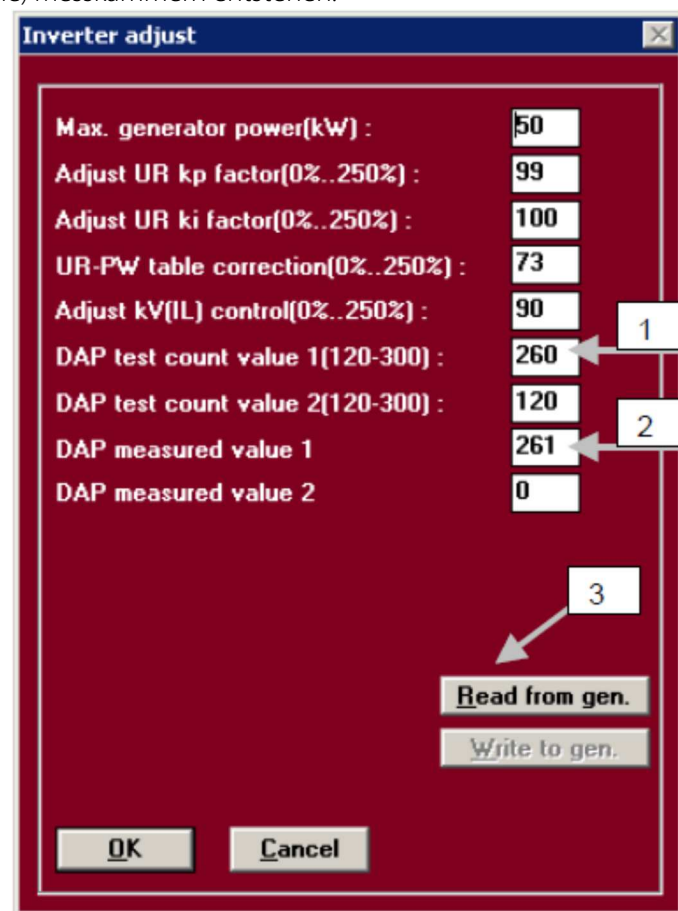 Messkammern entstehen.
Inverter adjust
Max. generator power(kW) : 50
Adjust UR kp factor(0%..250%) : 99
Adjust UR ki factor(0%..250%) : 100
UR-PW table correction(0%..250%) : 73
Adjust kV(IL) control(0%..250%) : 90
1
DAP test count value 1(120-300) : 260
DAP test count value 2(120-300) : 120
2
DAP measured value 1 261
DAP measured value 2 0
3
Read from gen.
Write to gen.
OK Cancel